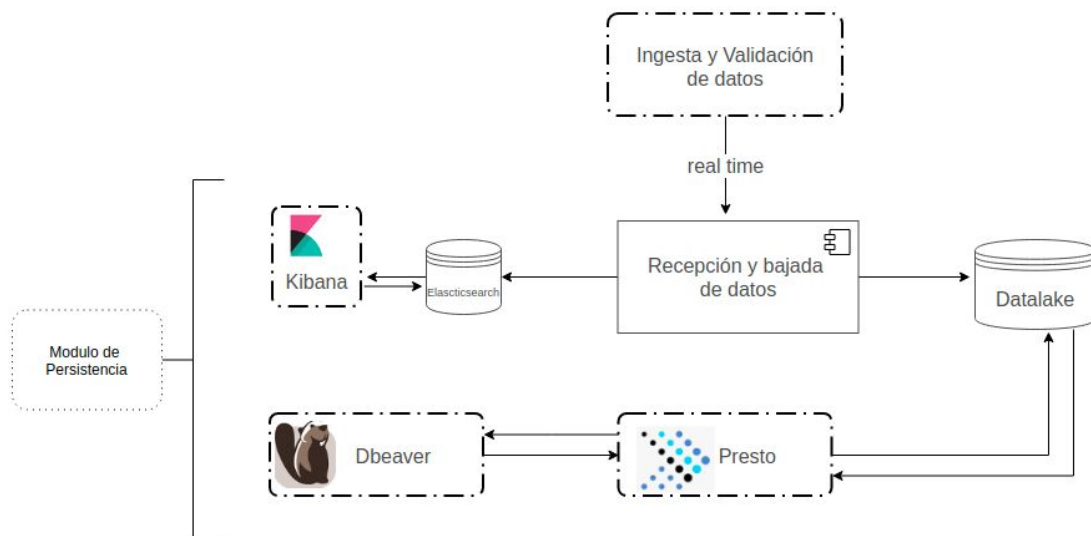 Ingesta y Validación
de datos
real time
Kibana
Elascticsearch
Recepción y bajada
de datos
Datalake
Modulo de
Persistencia
Dbeaver
Presto